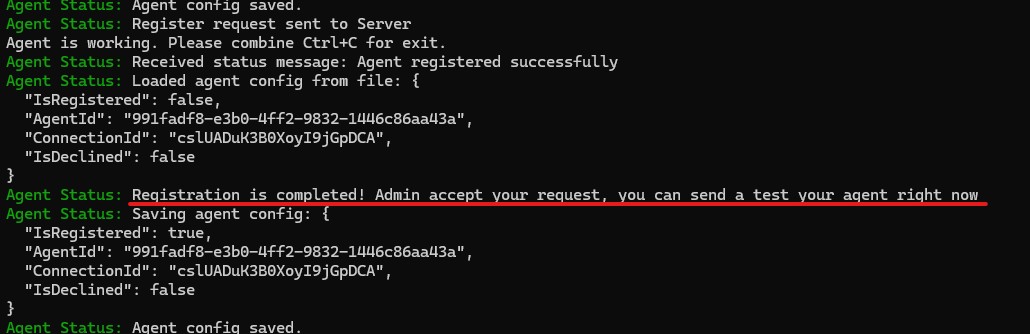 Agent Status: Agent config saved.
Agent Status: Register request sent to Server
Agent is working. Please combine Ctrl+C for exit.
Agent Status: Received status message: Agent registered successfully
Agent Status: Loaded agent config from file: {
  "IsRegistered": false,
  "AgentId": "991fadf8-e3b0-4ff2-9832-1446c86aa43a",
  "ConnectionId": "cslUADuK3B0XoyI9jGpDCA",
  "IsDeclined": false
}
Agent Status: Registration is completed! Admin accept your request, you can send a test your agent right now
Agent Status: Saving agent config: {
  "IsRegistered": true,
  "AgentId": "991fadf8-e3b0-4ff2-9832-1446c86aa43a",
  "ConnectionId": "cslUADuK3B0XoyI9jGpDCA",
  "IsDeclined": false
}
Agent Status: Agent config saved.